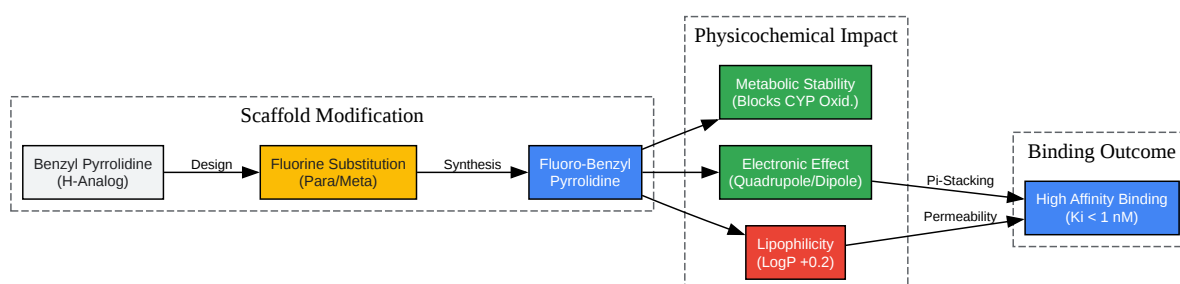 Scaffold Modification
Benzyl Pyrrolidine
(H-Analog)
Design
Fluorine Substitution
(Para/Meta)
Synthesis
Fluoro-Benzyl
Pyrrolidine
Physicochemical Impact
Metabolic Stability
(Blocks CYP Oxid.)
Electronic Effect
(Quadrupole/Dipole)
Lipophilicity
(LogP +0.2)
Pi-Stacking
Permeability
Binding Outcome
High Affinity Binding
(Ki < 1 nM)